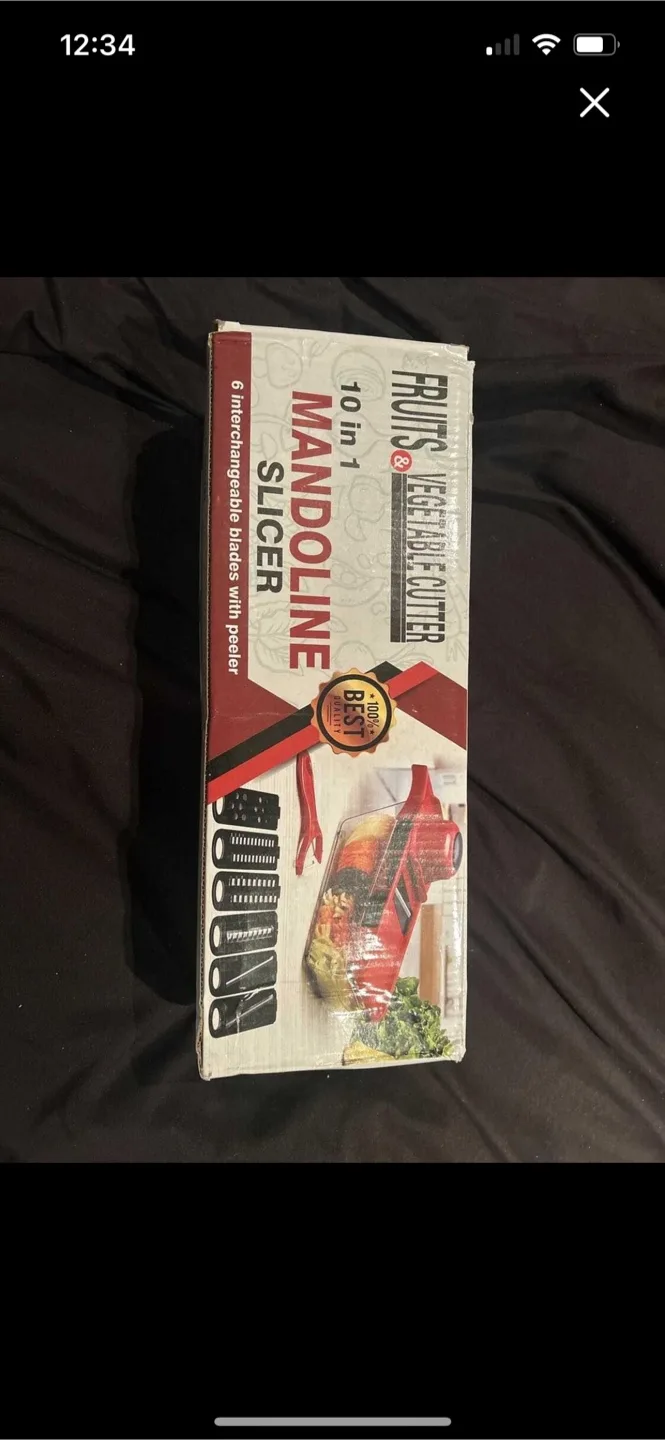 12:34
FRUITS & VEGETABLE CUTTER
10 in 1
MANDOLINE
SLICER
6 interchangeable blades with peeler
100%
BEST
QUALITY